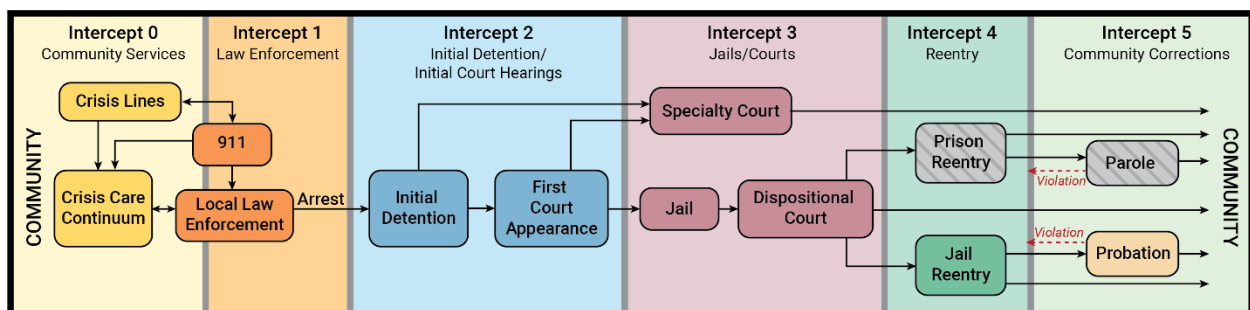 Intercept 0
Community Services
Intercept 1
Law Enforcement
Intercept 2
Initial Detention/
Initial Court Hearings
Intercept 3
Jails/Courts
Intercept 4
Reentry
Intercept 5
Community Corrections
COMMUNITY
Crisis Lines
911
Crisis Care
Continuum
Local Law
Enforcement
Arrest
Initial
Detention
First
Court
Appearance
Specialty Court
Jail
Dispositional
Court
Prison
Reentry
Violation
Parole
Jail
Reentry
Violation
Probation
COMMUNITY